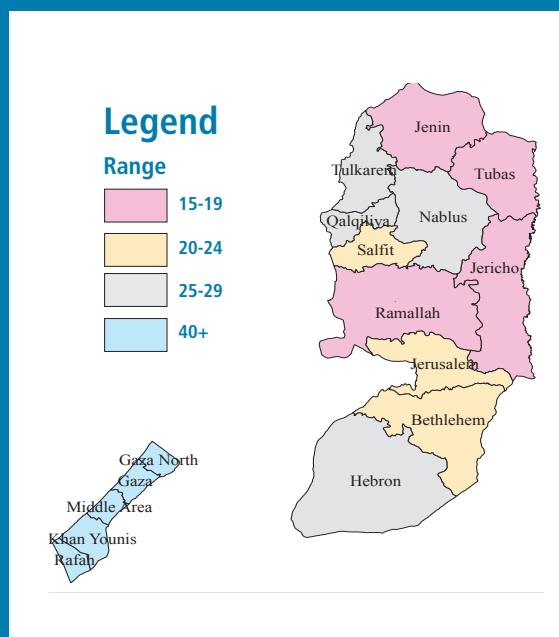 Legend
Range
15-19
20-24
25-29
40+
Jenin
Tulkarem
Tubas
Qalqiliya
Nablus
Salfit
Jericho
Ramallah
Jerusalem
Bethlehem
Hebron
Gaza North
Gaza
Middle Area
Khan Younis
Rafah